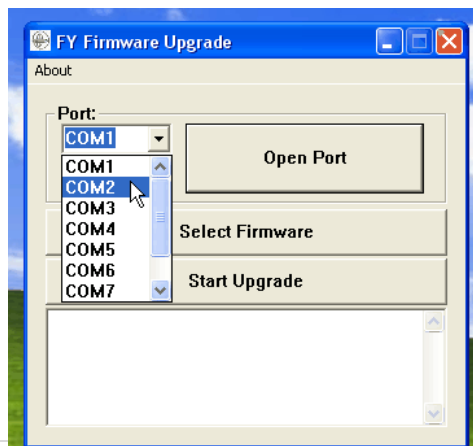 FY Firmware Upgrade
About
Port:
COM1
Open Port
COM1
COM2
COM3
COM4
COM5
COM6
COM7
Select Firmware
Start Upgrade